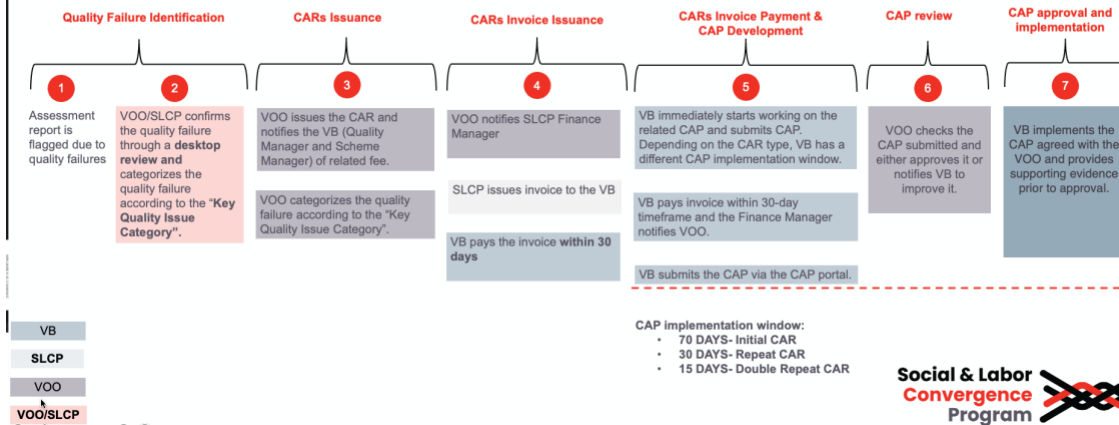 Quality Failure Identification
CARs Issuance
CARs Invoice Issuance
CARs Invoice Payment &
CAP Development
CAP review
CAP approval and
implementation
1
2
3
4
5
6
7
Assessment
report is
flagged due to
quality failures
VOO/SLCP confirms
the quality failure
through a desktop
review and
categorizes the
quality failure
according to the “Key
Quality Issue
Category”.
VOO issues the CAR and
notifies the VB (Quality
Manager and Scheme
Manager) of related fee.
VOO categorizes the quality
failure according to the “Key
Quality Issue Category”.
VOO notifies SLCP Finance
Manager
SLCP issues invoice to the VB
VB pays the invoice within 30
days
VB immediately starts working on the
related CAP and submits CAP.
Depending on the CAR type, VB has a
different CAP implementation window.
VB pays invoice within 30-day
timeframe and the Finance Manager
notifies VOO.
VB submits the CAP via the CAP portal.
VOO checks the
CAP submitted and
either approves it or
notifies VB to
improve it.
VB implements the
CAP agreed with the
VOO and provides
supporting evidence
prior to approval.
VB
SLCP
VOO
VOO/SLCP
CAP implementation window:
• 70 DAYS- Initial CAR
• 30 DAYS- Repeat CAR
• 15 DAYS- Double Repeat CAR
Social & Labor
Convergence
Program